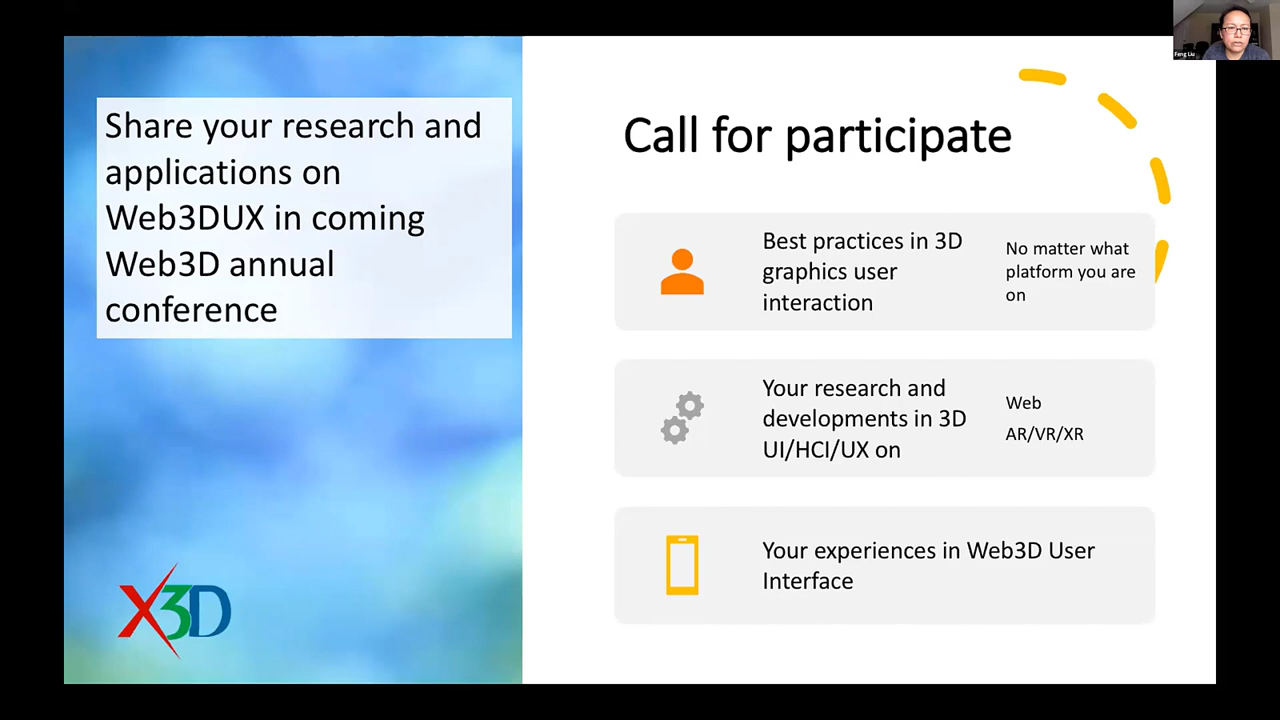 Share your research and
applications on
Web3DUX in coming
Web3D annual
conference
X3D
Call for participate
Best practices in 3D
graphics user
interaction
No matter what
platform you are
on
Your research and
developments in 3D
UI/HCI/UX on
Web
AR/VR/XR
Your experiences in Web3D User
Interface
Feng Liu